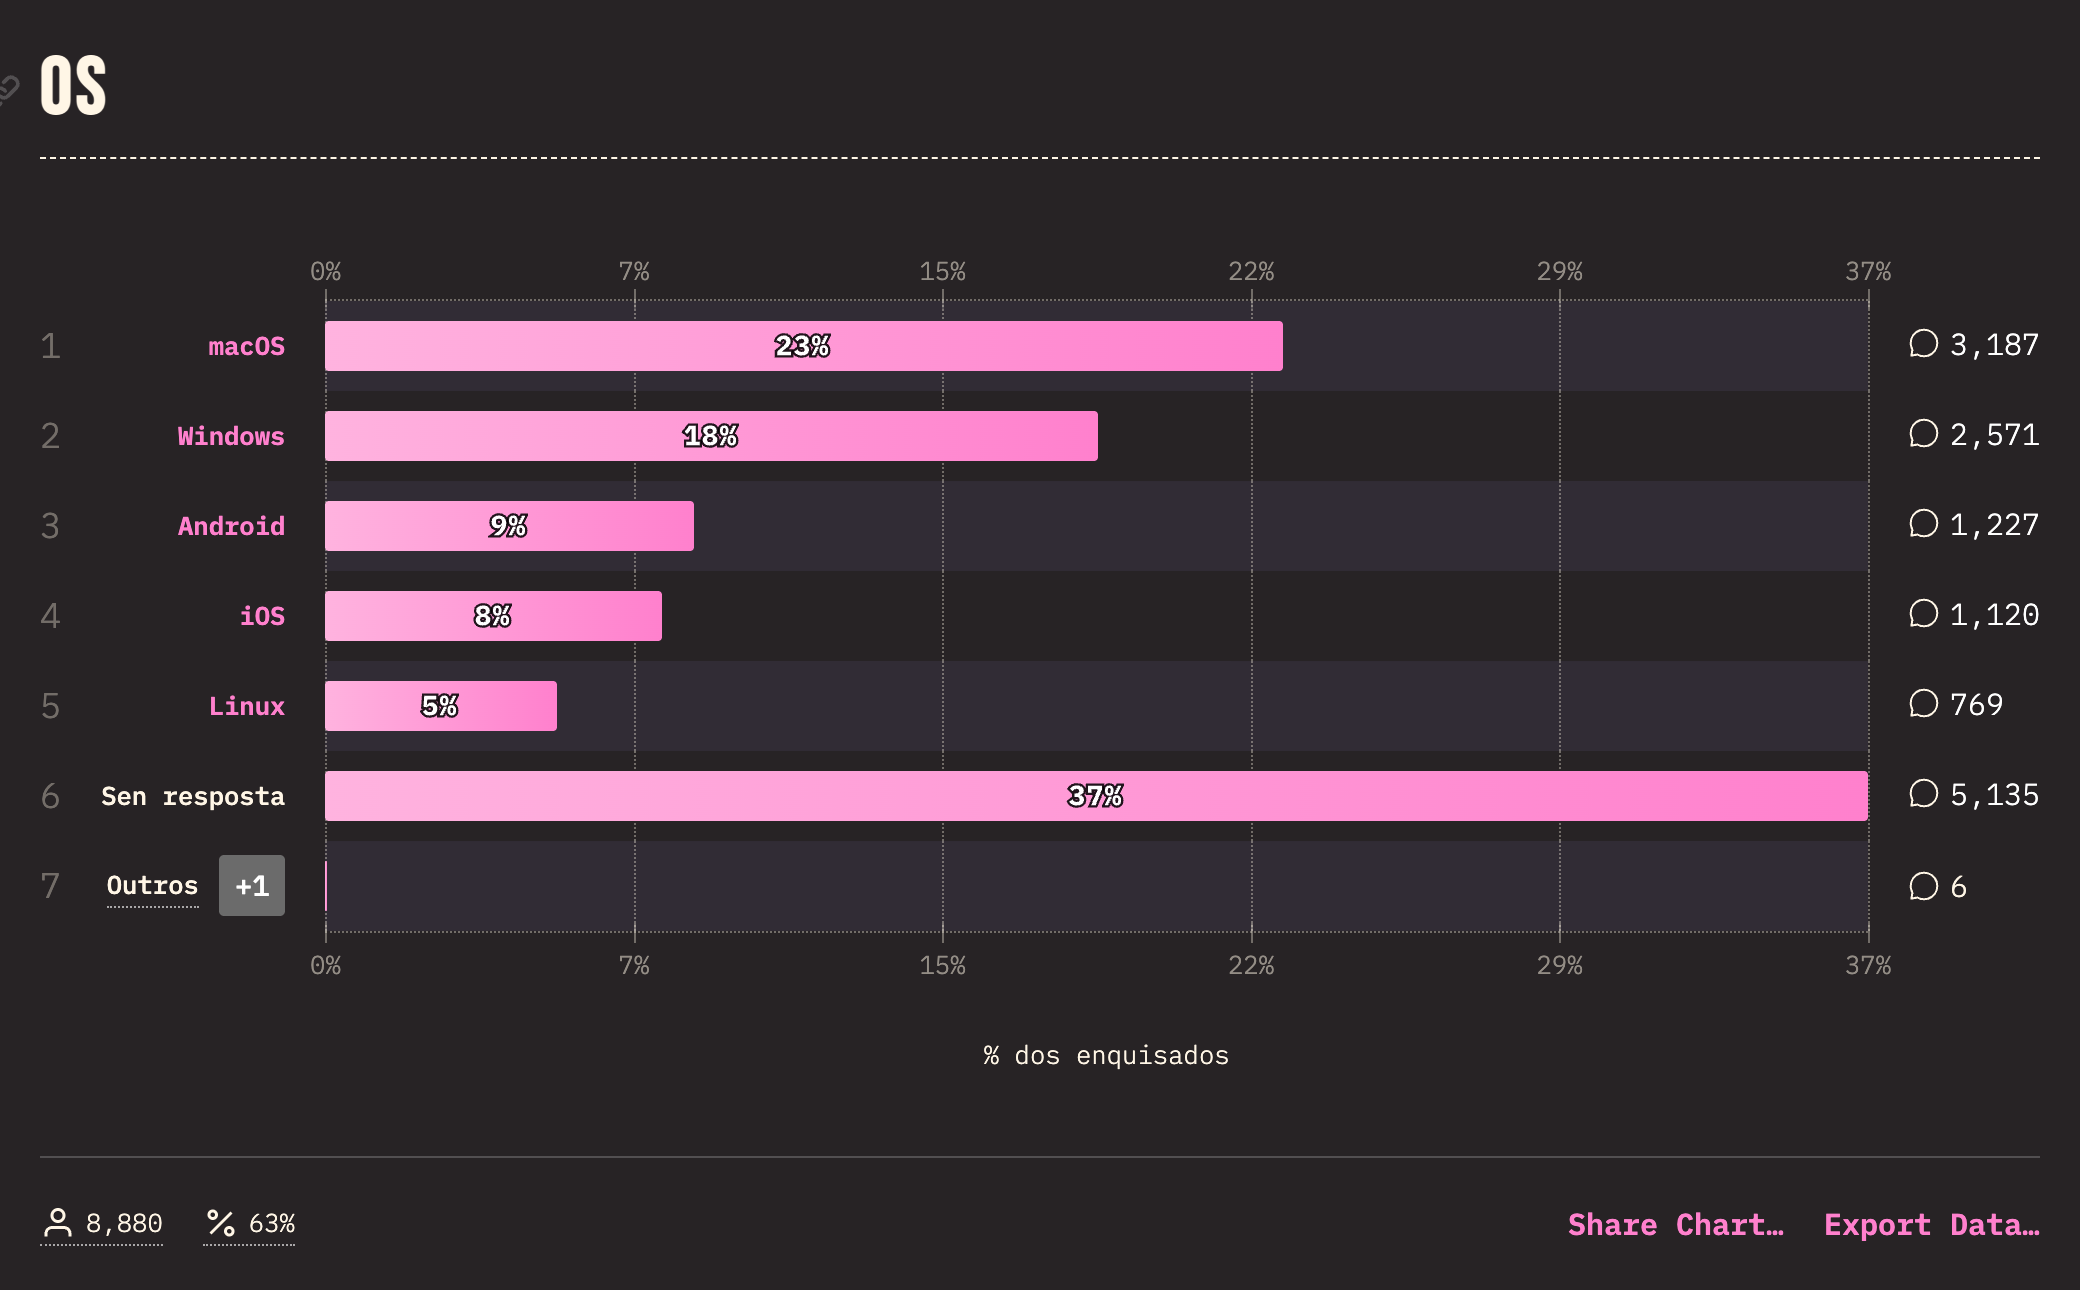 OS
0% 7% 15% 22% 29% 37%
1 macOS 23% 3,187
2 Windows 18% 2,571
3 Android 9% 1,227
4 iOS 8% 1,120
5 Linux 5% 769
6 Sen resposta 37% 5,135
7 Outros +1 6
0% 7% 15% 22% 29% 37%
% dos enquisados
8,880 63% Share Chart… Export Data…